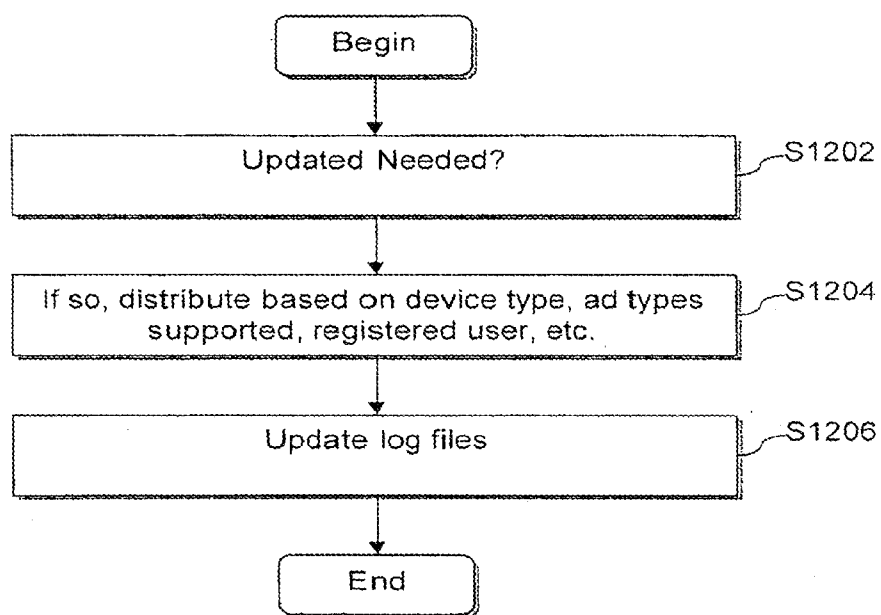 Begin
Updated Needed?
S1202
If so, distribute based on device type, ad types
supported, registered user, etc.
S1204
Update log files
S1206
End